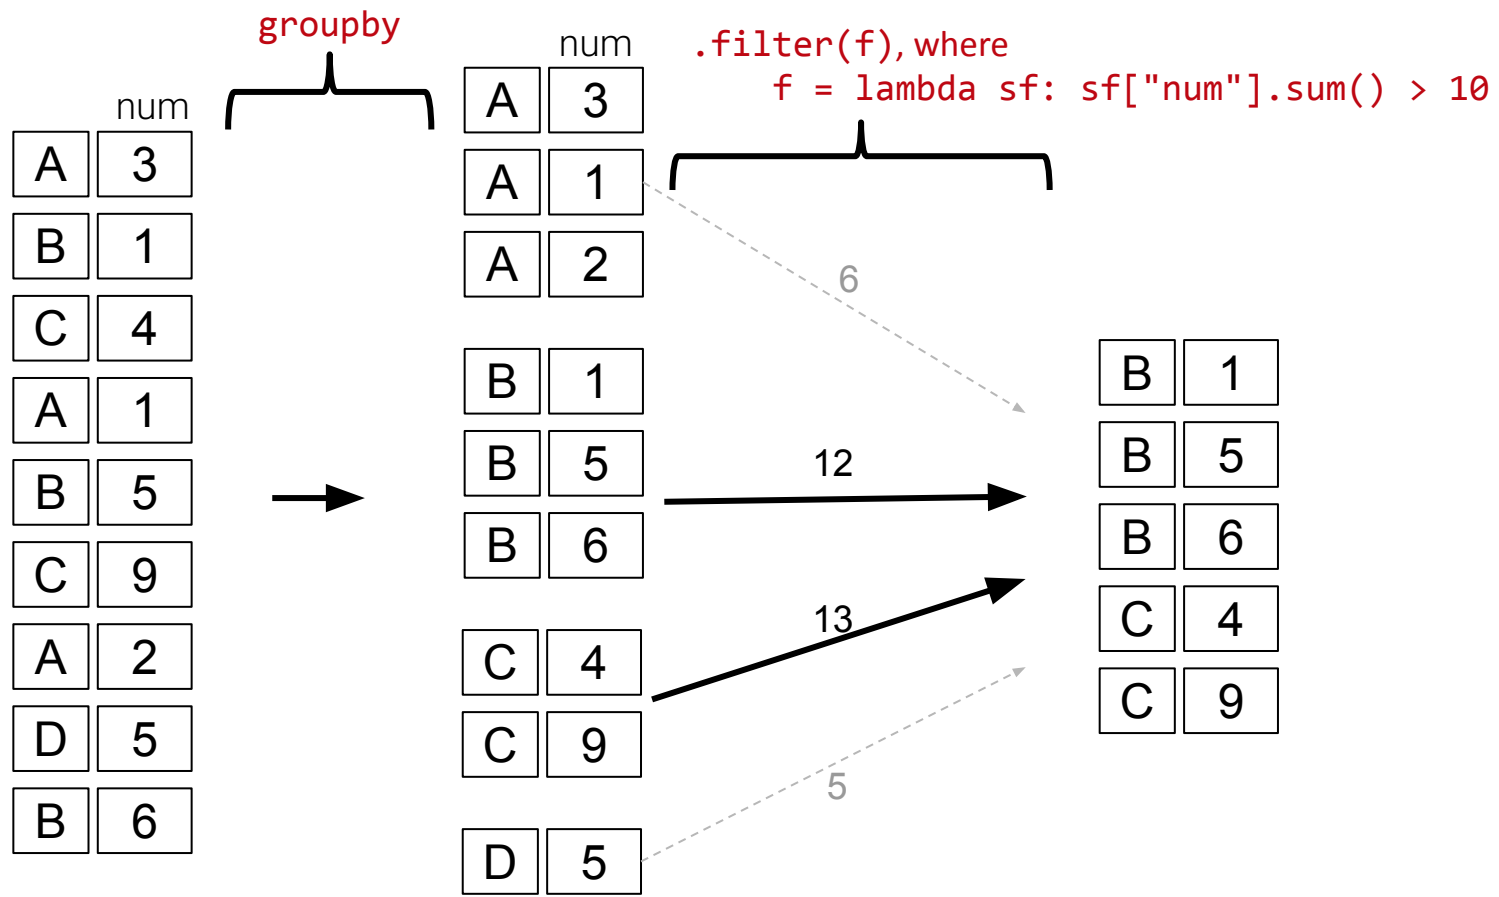 groupby
num
A 3
B 1
C 4
A 1
B 5
C 9
A 2
D 5
B 6
num
A 3
A 1
A 2
B 1
B 5
B 6
C 4
C 9
D 5
.filter(f), where
f = lambda sf: sf["num"].sum() > 10
6
12
13
5
B 1
B 5
B 6
C 4
C 9